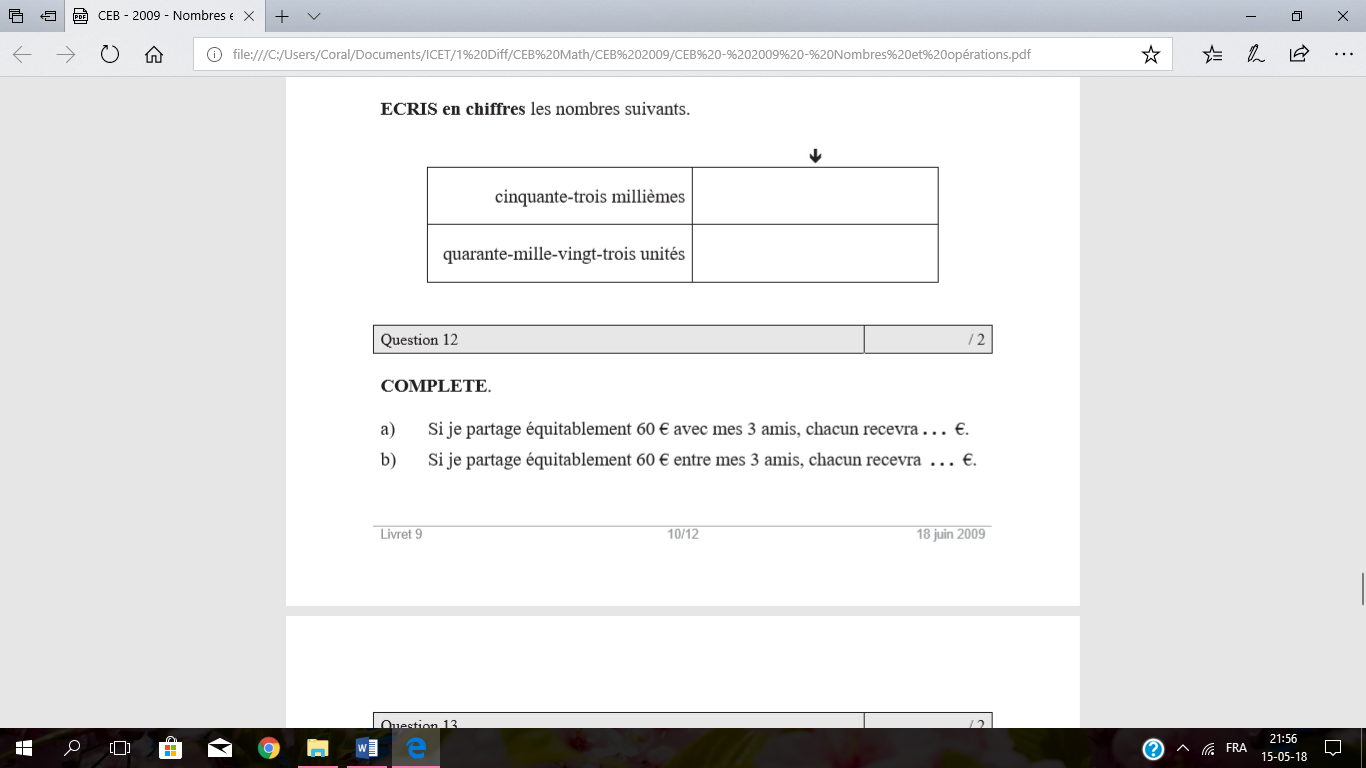 CEB - 2009 - Nombres e
file:///C:/Users/Coral/Documents/ICET/1%20Diff/CEB%20Math/CEB%202009/CEB%20-%202009%20-%20Nombres%20et%20opérations.pdf
ECRIS en chiffres les nombres suivants.
cinquante-trois millièmes
quarante-mille-vingt-trois unités
Question 12 / 2
COMPLETE.
a) Si je partage équitablement 60 € avec mes 3 amis, chacun recevra . . . €.
b) Si je partage équitablement 60 € entre mes 3 amis, chacun recevra . . . €.
Livret 9 10/12 18 juin 2009
Question 13 / 2
FRA
21:56
15-05-18